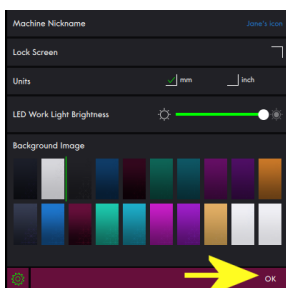 Machine Nickname Jane's icon
Lock Screen
Units mm inch
LED Work Light Brightness
Background Image
OK